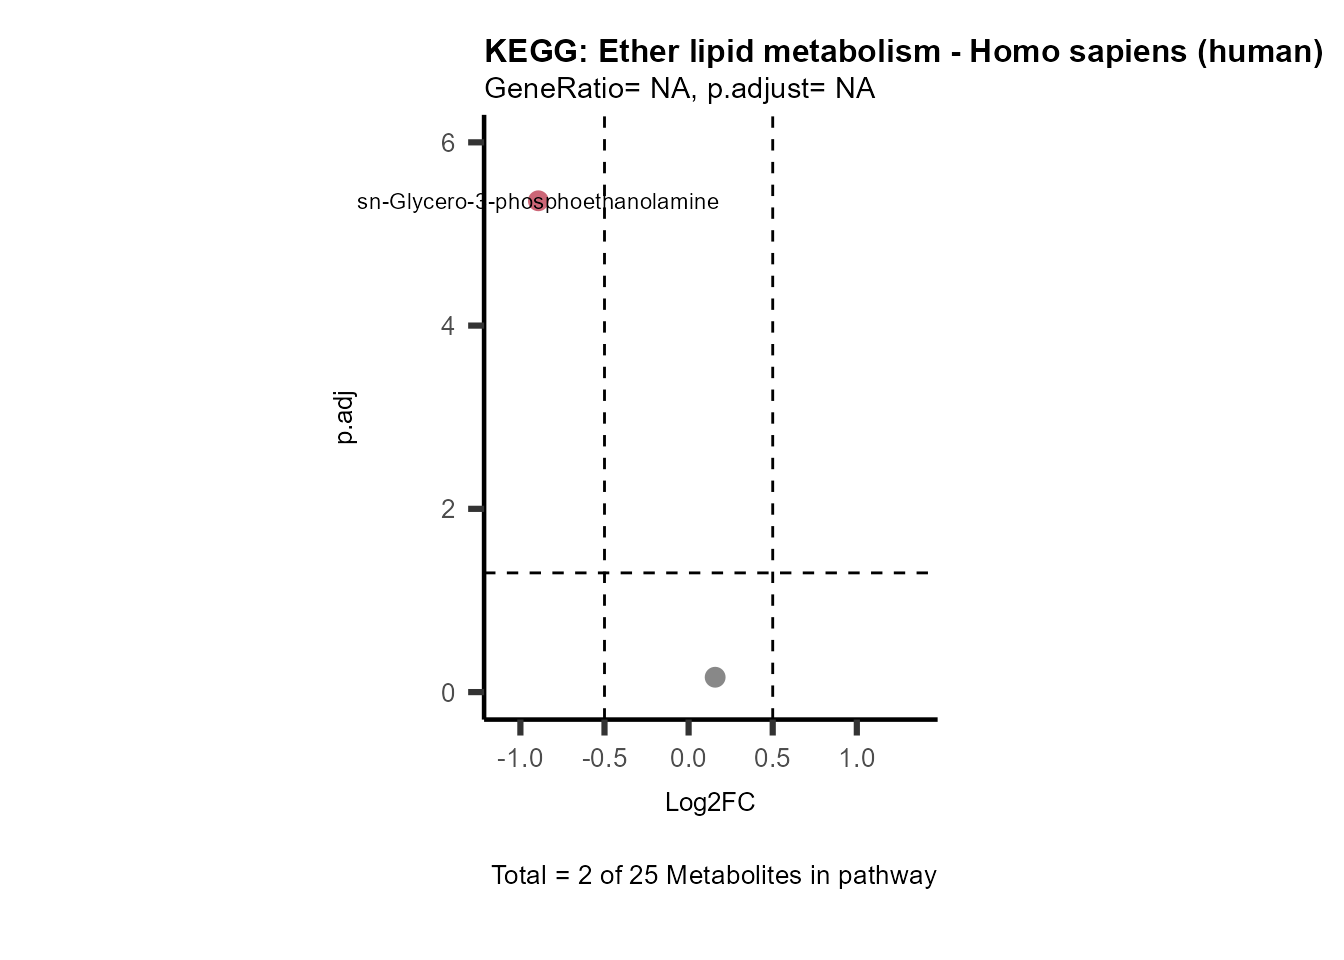 KEGG: Ether lipid metabolism - Homo sapiens (human)
GeneRatio= NA, p.adjust= NA
6
sn-Glycero-3-phosphoethanolamine
4
p.adj
2
0
-1.0 -0.5 0.0 0.5 1.0
Log2FC
Total = 2 of 25 Metabolites in pathway